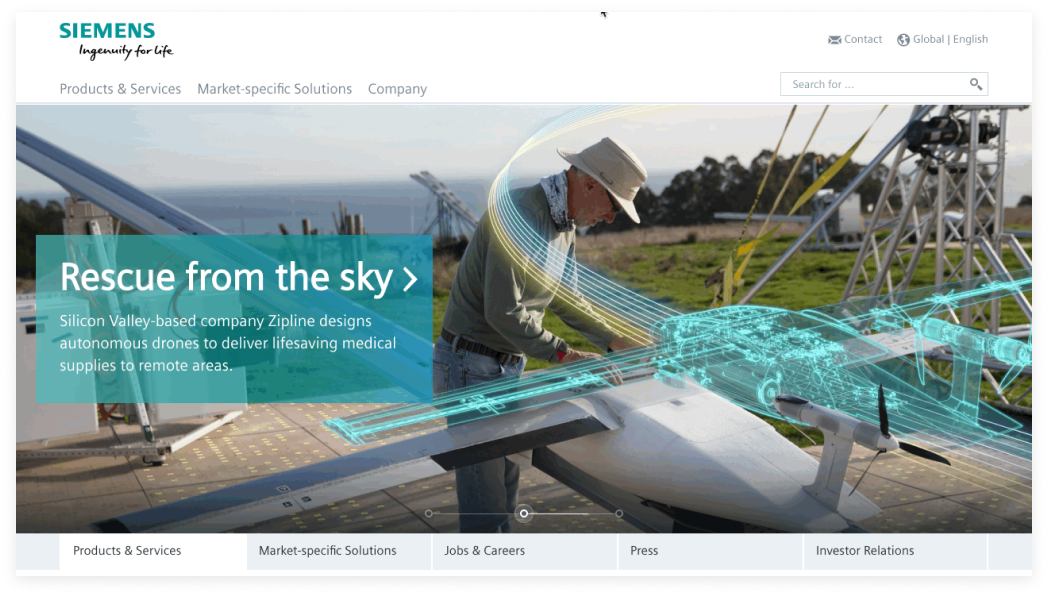 SIEMENS
Ingenuity for life
Contact
Global | English
Products & Services
Market-specific Solutions
Company
Search for ...
Rescue from the sky
Silicon Valley-based company Zipline designs
autonomous drones to deliver lifesaving medical
supplies to remote areas.
Products & Services
Market-specific Solutions
Jobs & Careers
Press
Investor Relations